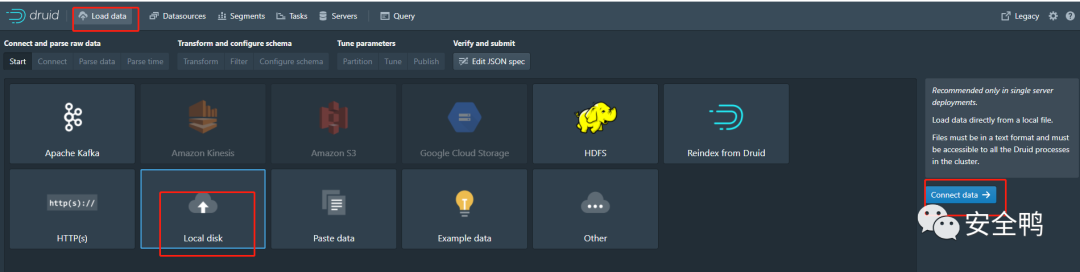 druid Load data Datasources Segments Tasks Servers Query Legacy
Connect and parse raw data Transform and configure schema Tune parameters Verify and submit
Start Connect Parse data Parse time Transform Filter Configure schema Partition Tune Publish Edit JSON spec
Apache Kafka
Amazon Kinesis
Amazon S3
Google Cloud Storage
HDFS
Reindex from Druid
http(s)://
HTTP(s)
Local disk
Paste data
Example data
Other
Recommended only in single server
deployments.
Load data directly from a local file.
Files must be in a text format and must
be accessible to all the Druid processes
in the cluster.
Connect data
安全鸭